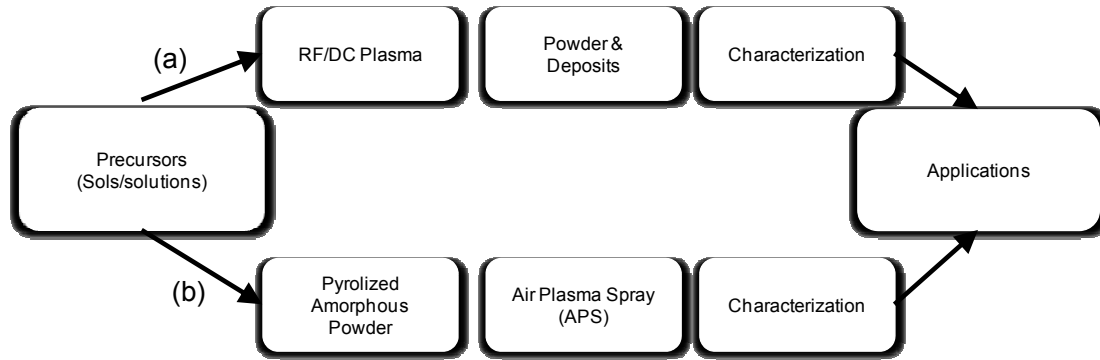 (a)
RF/DC Plasma
Powder &
Deposits
Characterization
Precursors
(Sols/solutions)
Applications
(b)
Pyrolized
Amorphous
Powder
Air Plasma Spray
(APS)
Characterization